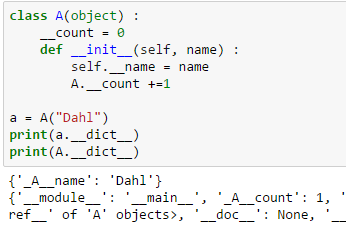 class A(object) :
    __count = 0
    def __init__(self, name) :
        self.__name = name
        A.__count +=1
a = A("Dahl")
print(a.__dict__)
print(A.__dict__)
{'_A__name': 'Dahl'}
{'__module__': '__main__', '_A__count': 1, '
ref__' of 'A' objects>, '__doc__': None, '__